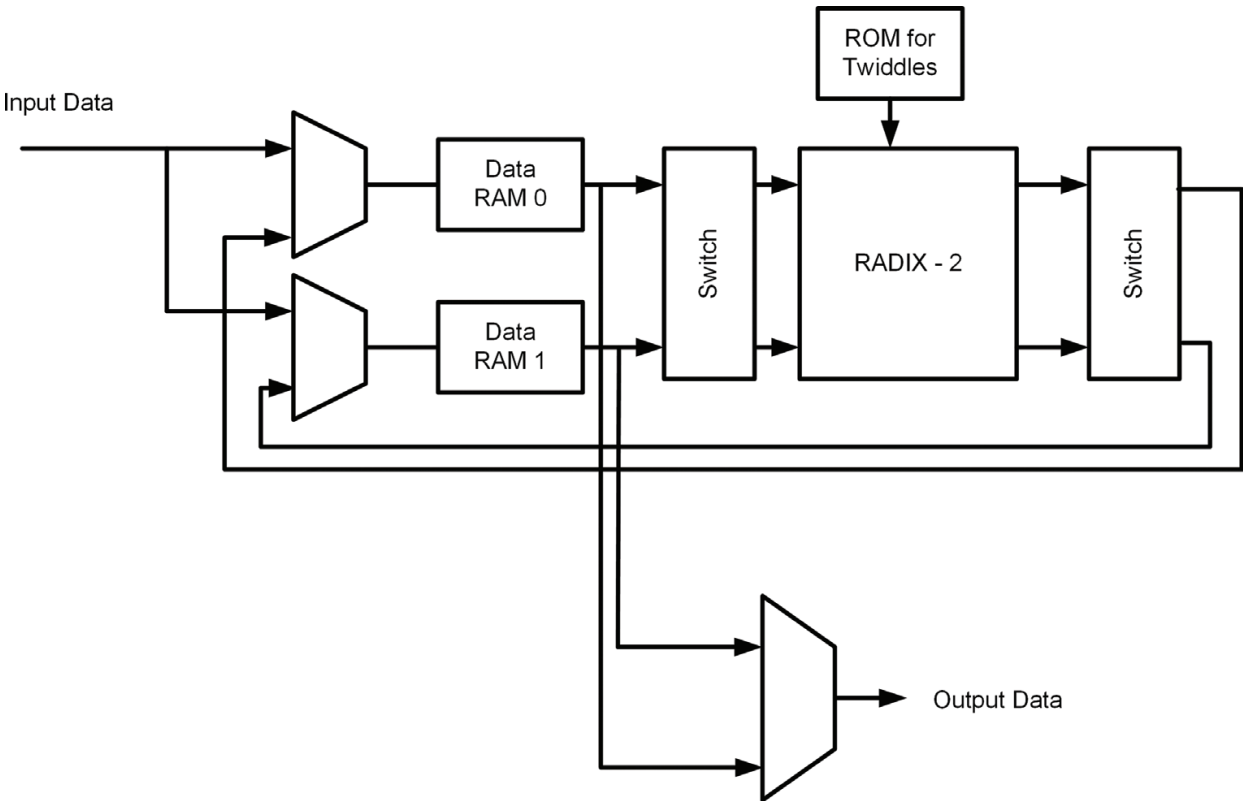 ROM for
Twiddles
Input Data
Data
RAM 0
Switch
RADIX - 2
Switch
Data
RAM 1
Output Data